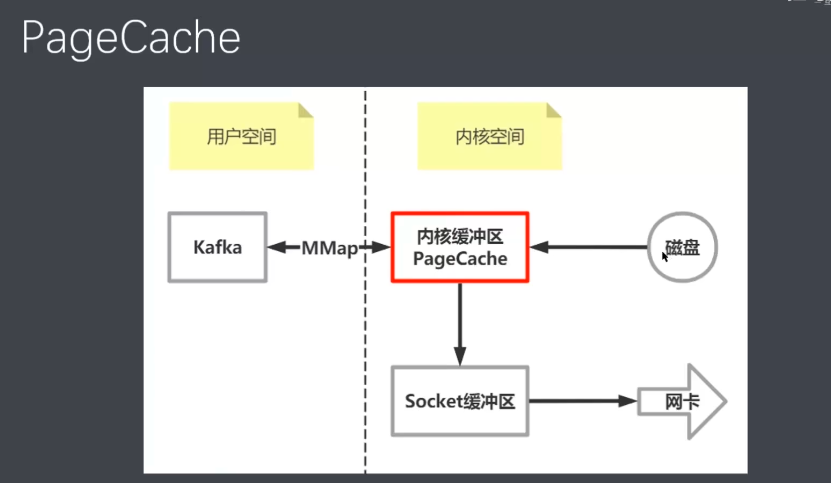 PageCache
用户空间
内核空间
Kafka
MMap
内核缓冲区
PageCache
磁盘
Socket缓冲区
网卡